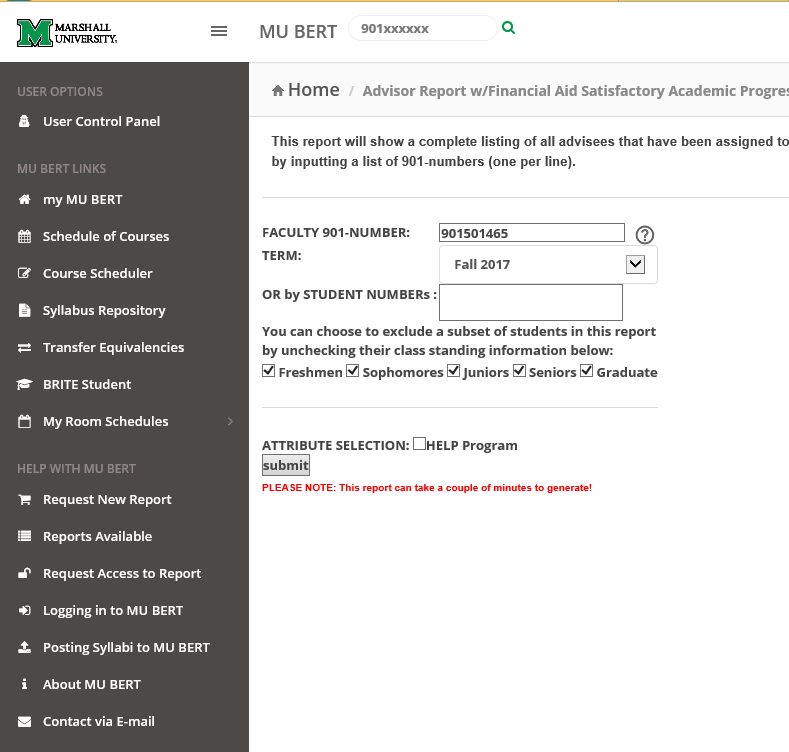 MARSHALL
UNIVERSITY.
MU BERT
901xxxxxx
USER OPTIONS
User Control Panel
MU BERT LINKS
my MU BERT
Schedule of Courses
Course Scheduler
Syllabus Repository
Transfer Equivalencies
BRITE Student
My Room Schedules
HELP WITH MU BERT
Request New Report
Reports Available
Request Access to Report
Logging in to MU BERT
Posting Syllabi to MU BERT
About MU BERT
Contact via E-mail
Home / Advisor Report w/Financial Aid Satisfactory Academic Progres
This report will show a complete listing of all advisees that have been assigned to
by inputing a list of 901-numbers (one per line).
FACULTY 901-NUMBER: 901501465
TERM: Fall 2017
OR by STUDENT NUMBERs :
You can choose to exclude a subset of students in this report
by unchecking their class standing information below:
Freshmen Sophomores Juniors Seniors Graduate
ATTRIBUTE SELECTION: HELP Program
submit
PLEASE NOTE: This report can take a couple of minutes to generate!